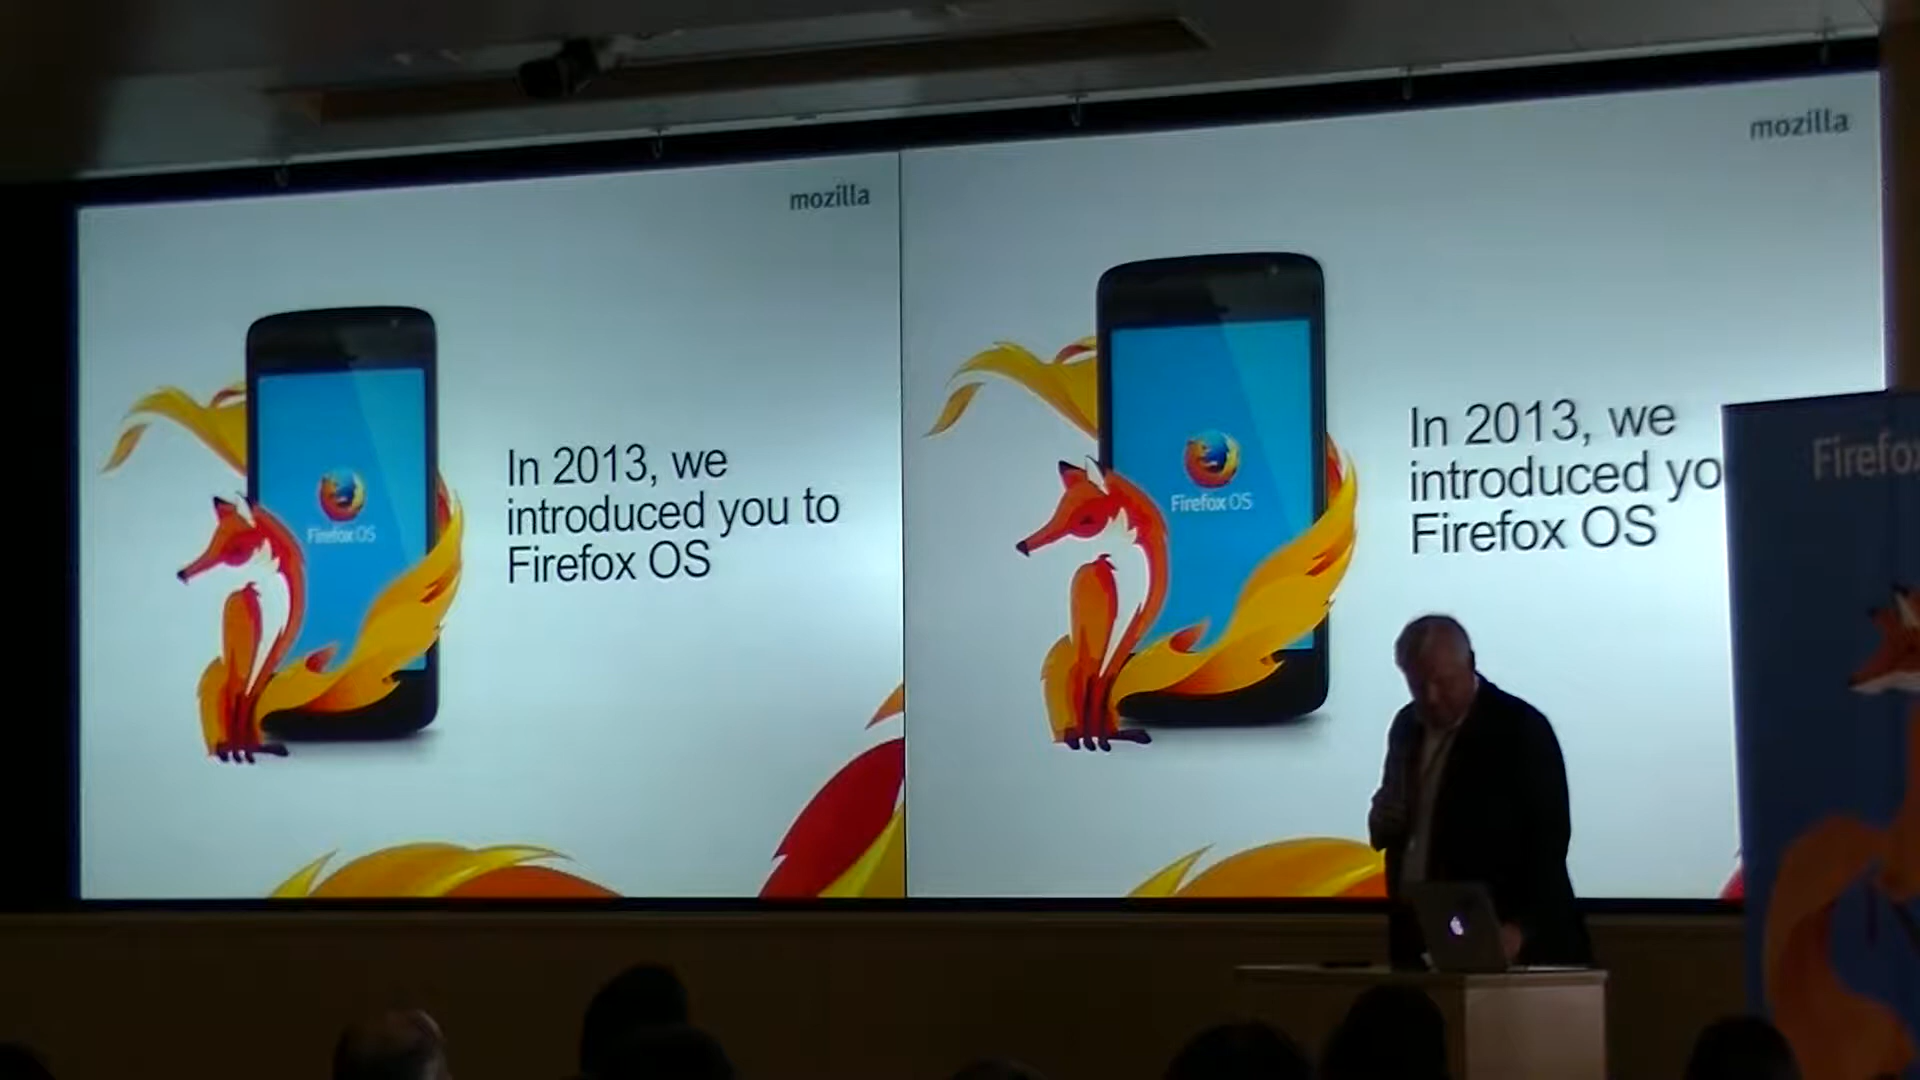 mozilla
In 2013, we
introduced you to
Firefox OS
Firefox OS
mozilla
In 2013, we
introduced yo
Firefox OS
Firefox OS
Firefox